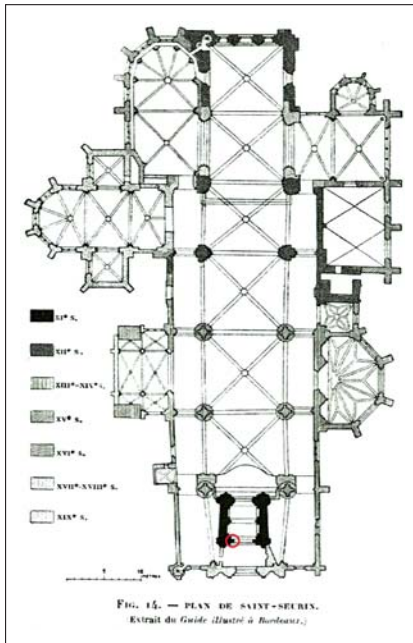 XIᵉ S.
XIIᵉ S.
XIIIᵉ-XIVᵉ S.
XVᵉ S.
XVIᵉ S.
XVIIᵉ-XVIIIᵉ S.
XIXᵉ S.
FIG. 14. — PLAN DE SAINT-SEURIN.
Extrait du Guide illustré à Bordeaux.)